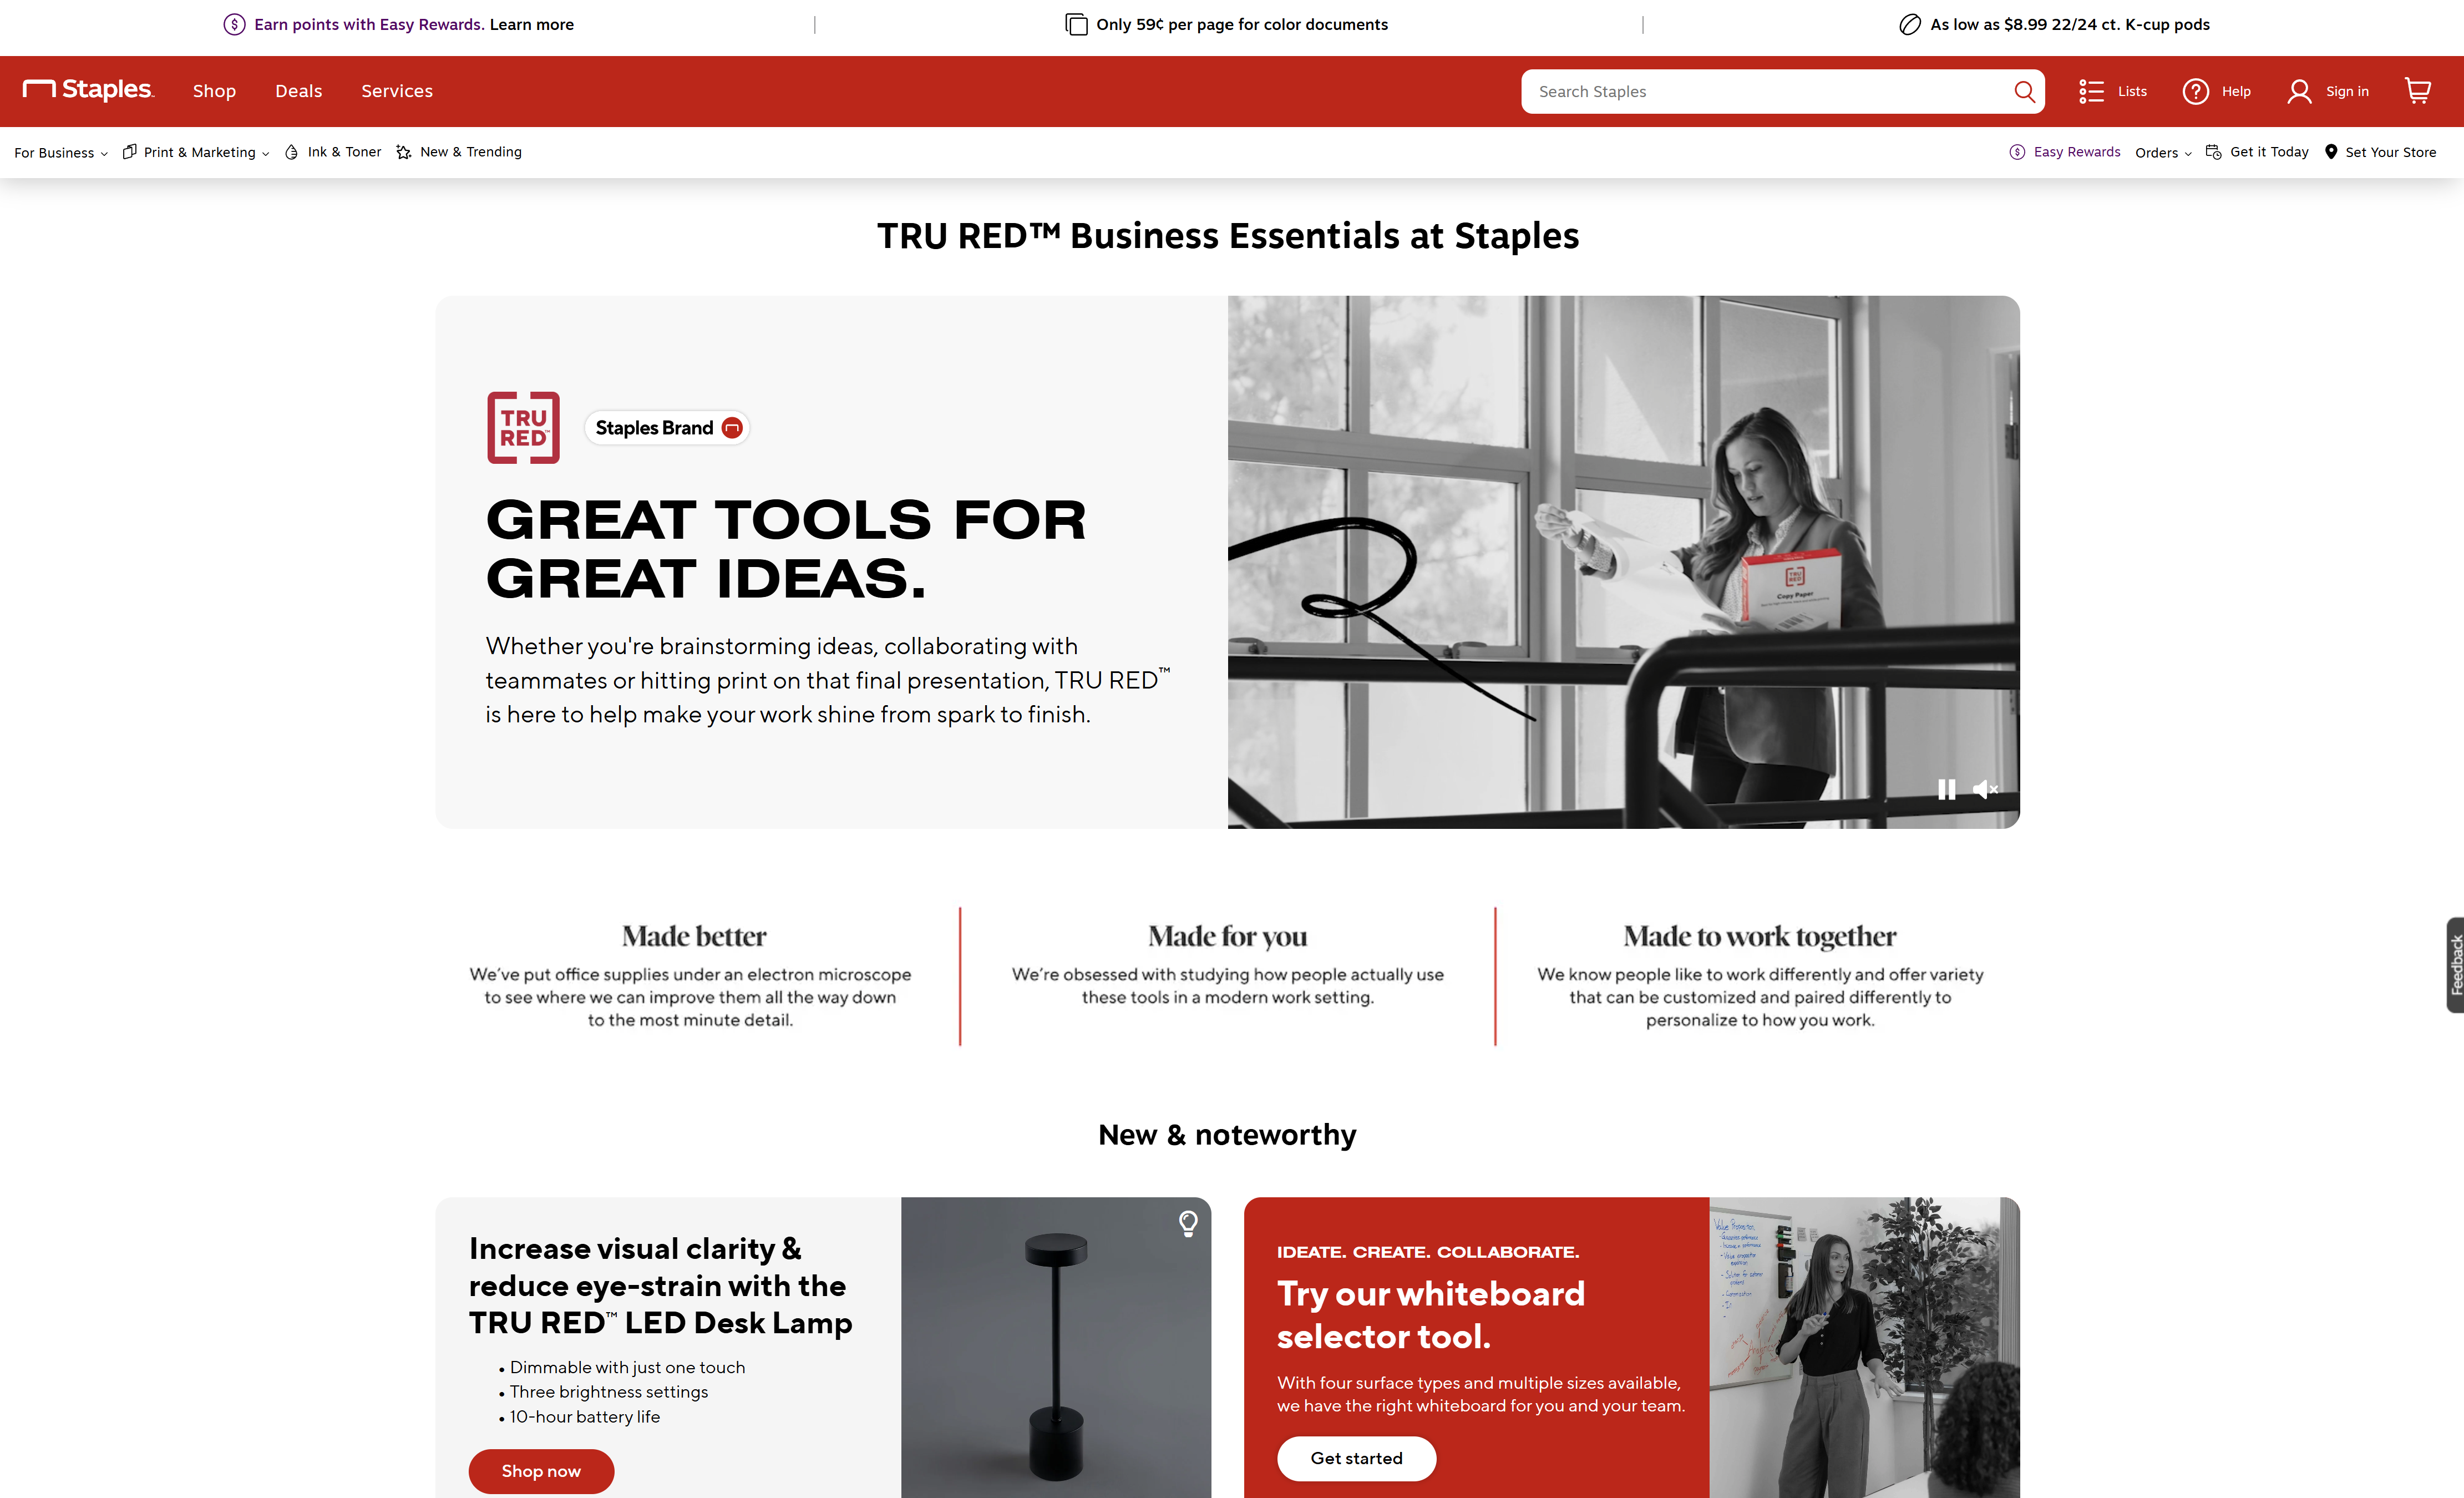 Earn points with Easy Rewards. Learn more
Only 59¢ per page for color documents
As low as $8.99 22/24 ct. K-cup pods
Staples
Shop
Deals
Services
Search Staples
Lists
Help
Sign in
For Business
Print & Marketing
Ink & Toner
New & Trending
Easy Rewards
Orders
Get it Today
Set Your Store
TRU RED™ Business Essentials at Staples
TRU
RED™
Staples Brand
GREAT TOOLS FOR
GREAT IDEAS.
Whether you're brainstorming ideas, collaborating with
teammates or hitting print on that final presentation, TRU RED™
is here to help make your work shine from spark to finish.
TRU
RED
Copy Paper
Made better
We've put office supplies under an electron microscope
to see where we can improve them all the way down
to the most minute detail.
Made for you
We're obsessed with studying how people actually use
these tools in a modern work setting.
Made to work together
We know people like to work differently and offer variety
that can be customized and paired differently to
personalize to how you work.
Feedback
New & noteworthy
Increase visual clarity &
reduce eye-strain with the
TRU RED™ LED Desk Lamp
• Dimmable with just one touch
• Three brightness settings
• 10-hour battery life
Shop now
IDEATE. CREATE. COLLABORATE.
Try our whiteboard
selector tool.
With four surface types and multiple sizes available,
we have the right whiteboard for you and your team.
Get started